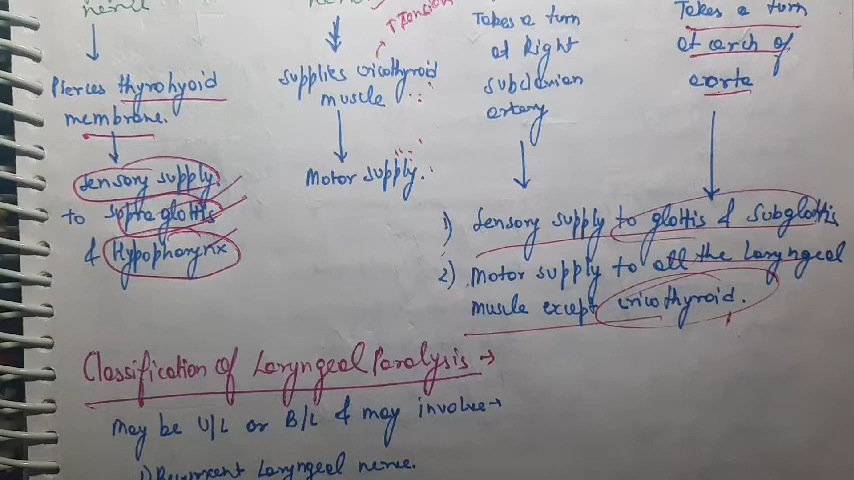 nerve
↓
Pierces thyrohyoid
membrane.
↓
Sensory supply
to supraglottis
& Hypopharynx
↑ Tension
supplies cricothyroid
muscle
↓
Motor supply.
Takes a turn
at Right
subclavian
artery
↓
Takes a turn
at arch of
aorta
↓
1) Sensory supply to glottis & Subglottis
2) Motor supply to all the Laryngeal
muscle except cricothyroid.
Classification of Laryngeal Paralysis →
May be U/L or B/L & may involve →
1) Recurrent Laryngeal nerve.